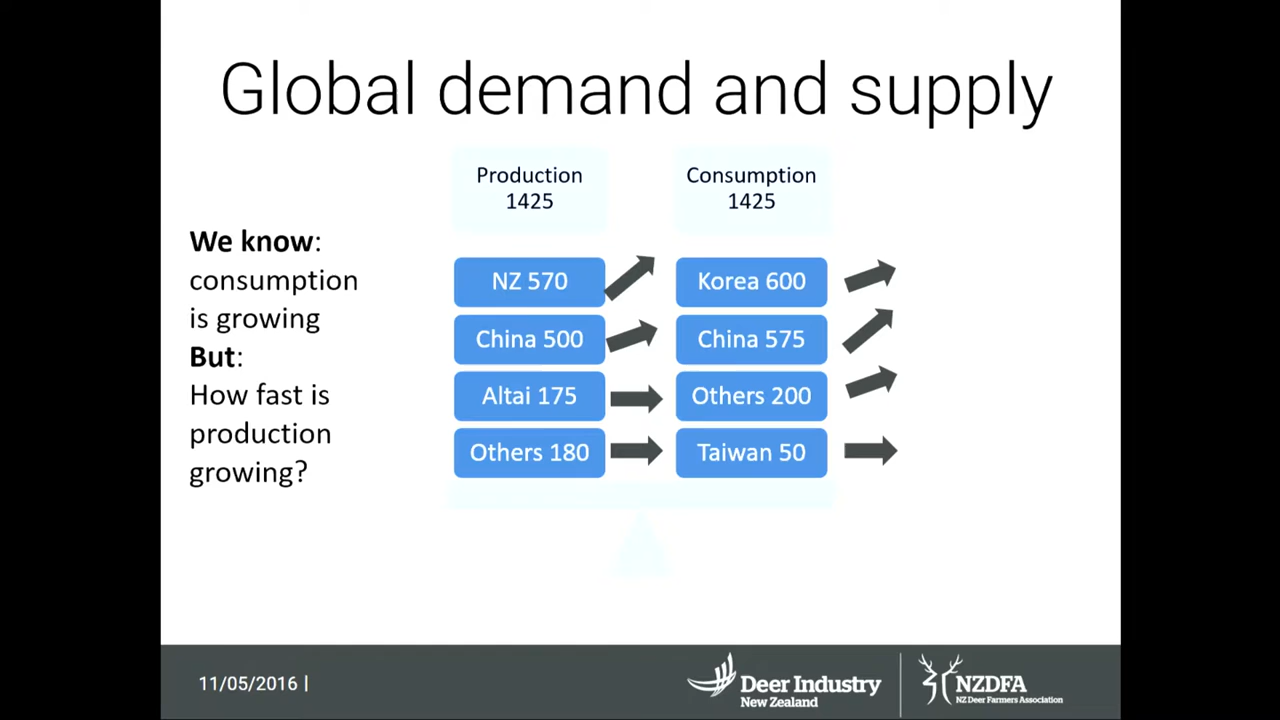 Global demand and supply
We know:
consumption
is growing
But:
How fast is
production
growing?
Production
1425
NZ 570
China 500
Altai 175
Others 180
Consumption
1425
Korea 600
China 575
Others 200
Taiwan 50
11/05/2016 |
Deer Industry
New Zealand
NZDFA
NZ Deer Farmers Association